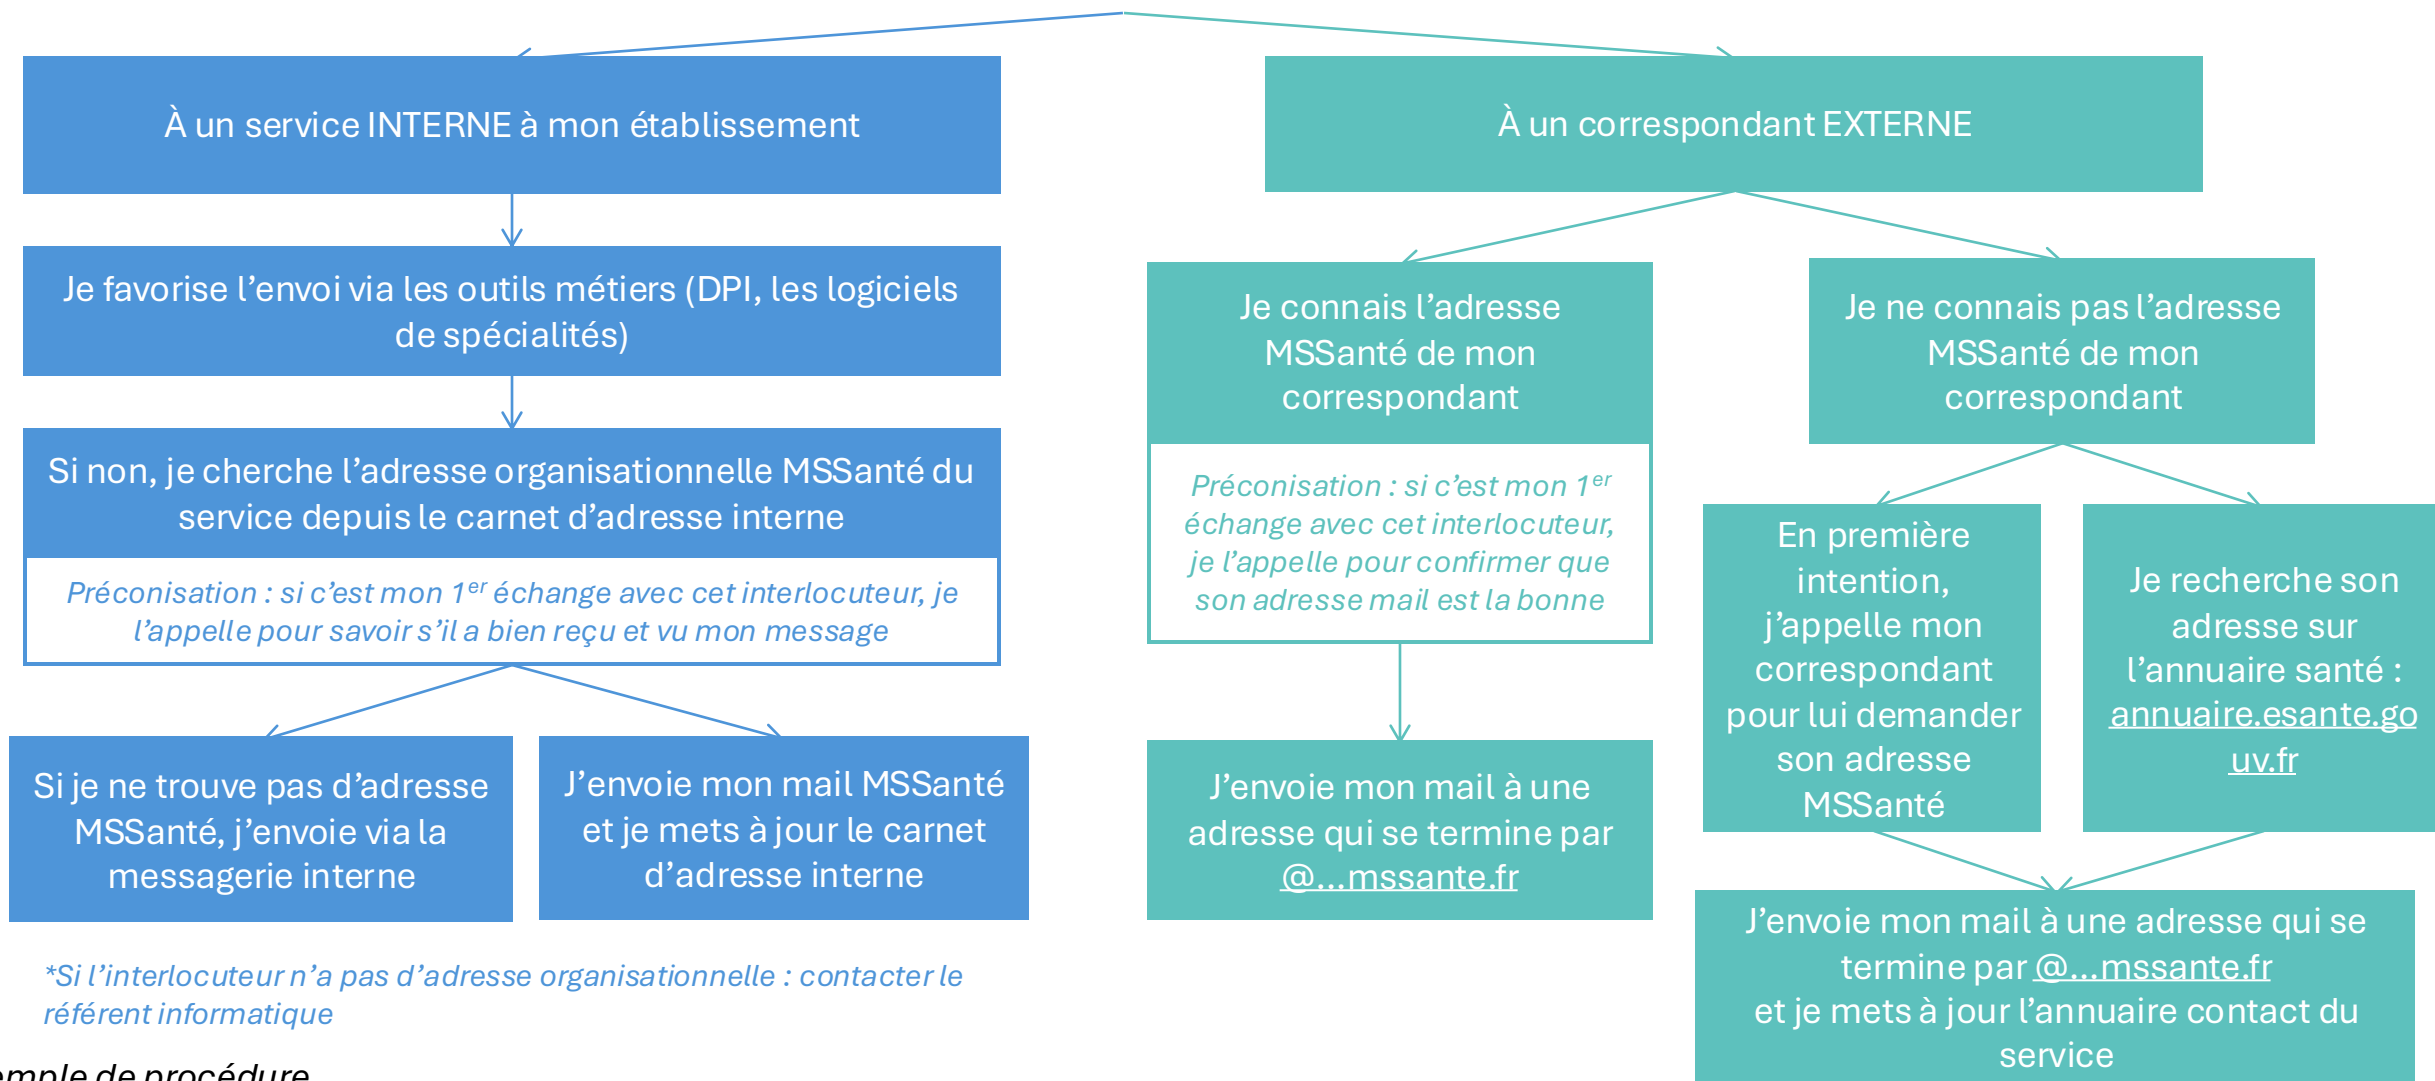 À un service INTERNE à mon établissement
Je favorise l’envoi via les outils métiers (DPI, les logiciels
de spécialités)
Si non, je cherche l’adresse organisationnelle MSSanté du
service depuis le carnet d’adresse interne
Préconisation : si c’est mon 1er échange avec cet interlocuteur, je
l’appelle pour savoir s’il a bien reçu et vu mon message
Si je ne trouve pas d’adresse
MSSanté, j’envoie via la
messagerie interne
J’envoie mon mail MSSanté
et je mets à jour le carnet
d’adresse interne
*Si l’interlocuteur n’a pas d’adresse organisationnelle : contacter le
référent informatique
À un correspondant EXTERNE
Je connais l’adresse
MSSanté de mon
correspondant
Préconisation : si c’est mon 1er
échange avec cet interlocuteur,
je l’appelle pour confirmer que
son adresse mail est la bonne
J’envoie mon mail à une
adresse qui se termine par
@...mssante.fr
Je ne connais pas l’adresse
MSSanté de mon
correspondant
En première
intention,
j’appelle mon
correspondant
pour lui demander
son adresse
MSSanté
Je recherche son
adresse sur
l’annuaire santé :
annuaire.esante.go
uv.fr
J’envoie mon mail à une adresse qui se
termine par @...mssante.fr
et je mets à jour l’annuaire contact du
service
de procédure